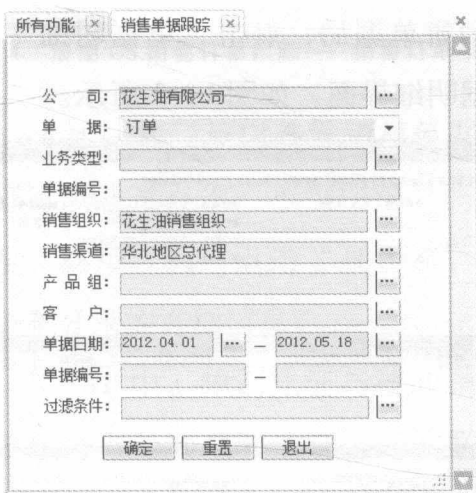 所有功能 × 销售单据跟踪 × ×
公 司: 花生油有限公司 ...
单 据: 订单
业务类型: ...
单据编号:
销售组织: 花生油销售组织 ...
销售渠道: 华北地区总代理 ...
产 品 组: ...
客 户: ...
单据日期: 2012.04.01 ... — 2012.05.18 ...
单据编号: —
过滤条件: ...
确定 重置 退出